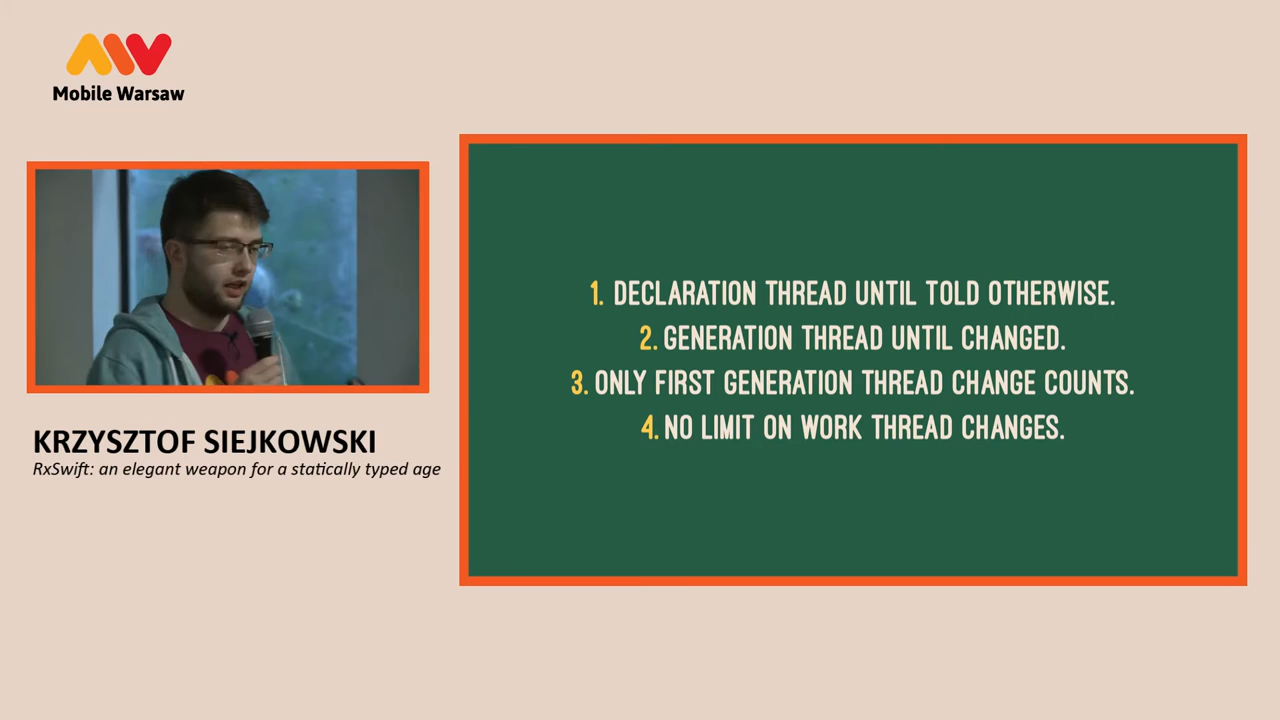 Mobile Warsaw
KRZYSZTOF SIEJKOWSKI
RxSwift: an elegant weapon for a statically typed age
1. DECLARATION THREAD UNTIL TOLD OTHERWISE.
2. GENERATION THREAD UNTIL CHANGED.
3. ONLY FIRST GENERATION THREAD CHANGE COUNTS.
4. NO LIMIT ON WORK THREAD CHANGES.